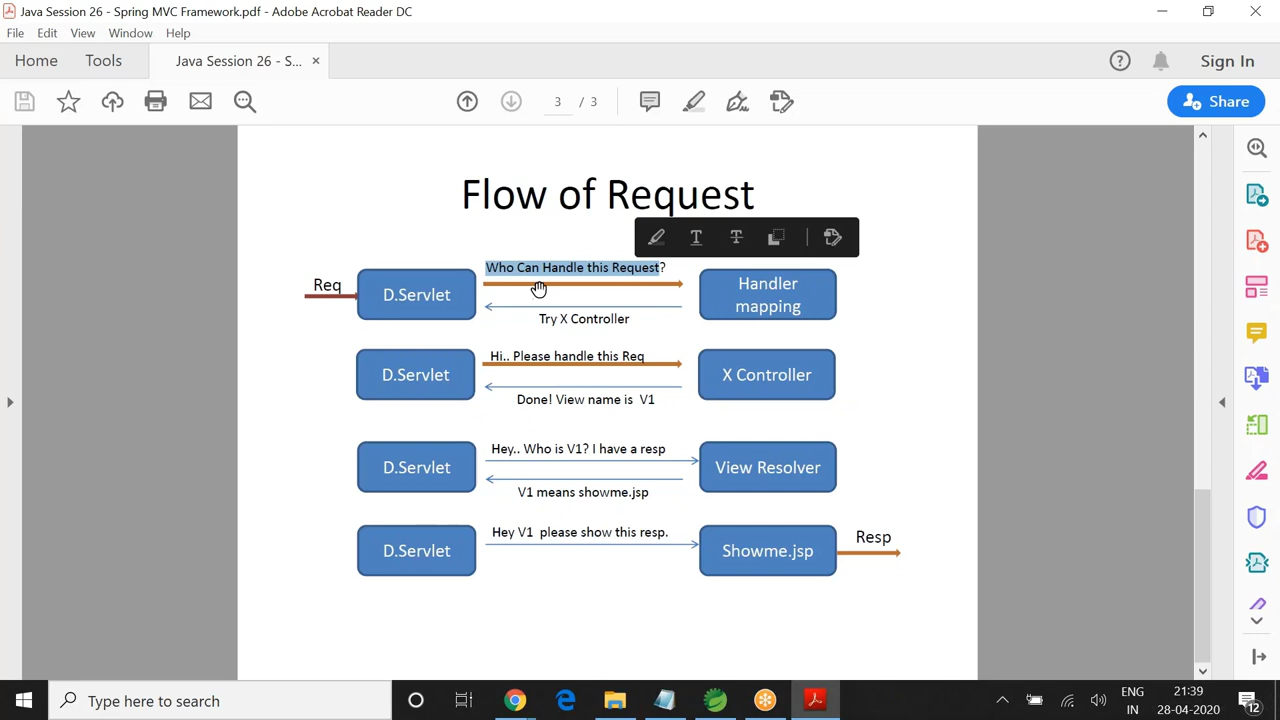 Java Session 26 - Spring MVC Framework.pdf - Adobe Acrobat Reader DC
File Edit View Window Help
Home Tools Java Session 26 - S... × Sign In
3 / 3 Share
Flow of Request
Who Can Handle this Request?
Req D.Servlet Handler mapping
Try X Controller
Hi.. Please handle this Req
D.Servlet X Controller
Done! View name is V1
Hey.. Who is V1? I have a resp
D.Servlet View Resolver
V1 means showme.jsp
Hey V1 please show this resp.
D.Servlet Showme.jsp Resp
Type here to search
ENG 21:39
IN 28-04-2020 12